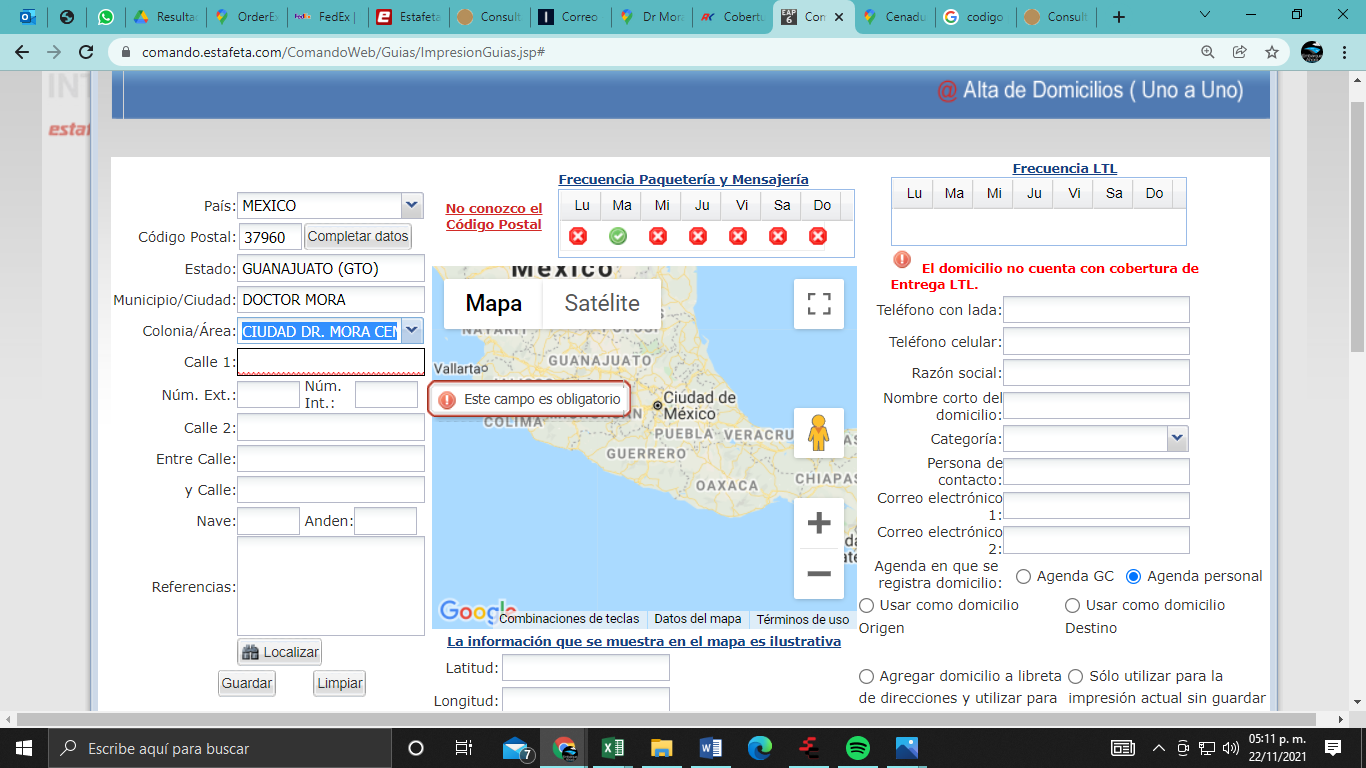 Resulta
OrderE
FedEx |
Estafeta
Consult
Correo
Dr Mora
Cobertu
Con
Cenadu
codigo
Consult
comando.estafeta.com/ComandoWeb/Guias/ImpresionGuias.jsp#
INT
estaf
@ Alta de Domicilios ( Uno a Uno)
País: MEXICO
Código Postal: 37960 Completar datos
No conozco el
Código Postal
Estado: GUANAJUATO (GTO)
Municipio/Ciudad: DOCTOR MORA
Colonia/Área: CIUDAD DR. MORA CEN
Calle 1:
Núm. Ext.: Núm. Int.:
Calle 2:
Entre Calle:
y Calle:
Nave: Anden:
Referencias:
Localizar
Guardar Limpiar
Frecuencia Paquetería y Mensajería
Lu Ma Mi Ju Vi Sa Do
México
Mapa Satélite
NAYARIT
GUANAJUATO
Vallarta
Este campo es obligatorio
Ciudad de
México
COLIMA
PUEBLA VERACRU
GUERRERO
OAXACA
CHIAPAS
Google
Combinaciones de teclas Datos del mapa Términos de uso
La información que se muestra en el mapa es ilustrativa
Latitud:
Longitud:
Frecuencia LTL
Lu Ma Mi Ju Vi Sa Do
El domicilio no cuenta con cobertura de
Entrega LTL.
Teléfono con lada:
Teléfono celular:
Razón social:
Nombre corto del
domicilio:
Categoría:
Persona de
contacto:
Correo electrónico
1:
Correo electrónico
2:
Agenda en que se
registra domicilio:
Agenda GC Agenda personal
Usar como domicilio
Origen
Usar como domicilio
Destino
Agregar domicilio a libreta
de direcciones y utilizar para
Sólo utilizar para la
impresión actual sin guardar
Escribe aquí para buscar
7
05:11 p. m.
22/11/2021